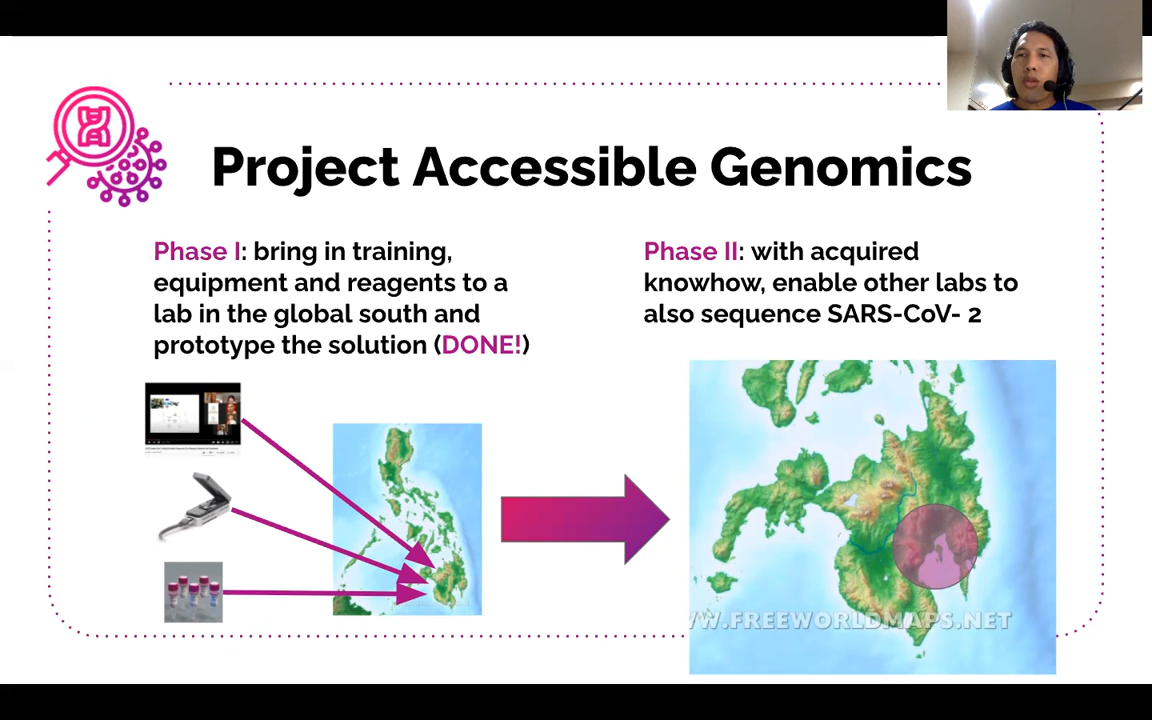 Project Accessible Genomics
Phase I: bring in training,
equipment and reagents to a
lab in the global south and
prototype the solution (DONE!)
Phase II: with acquired
knowhow, enable other labs to
also sequence SARS-CoV- 2
WW.FREEWORLDMAPS.NET